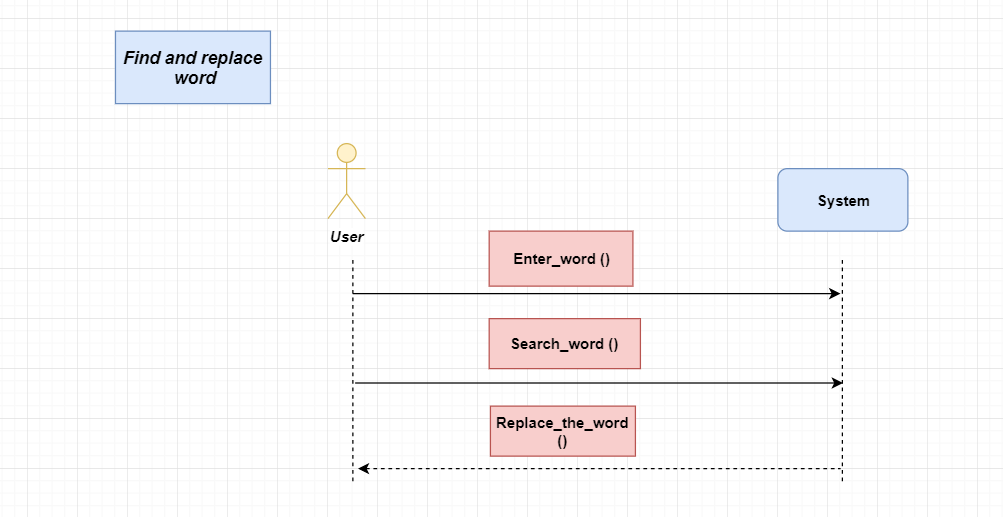 Find and replace
word
System
User
Enter_word ()
Search_word ()
Replace_the_word
()